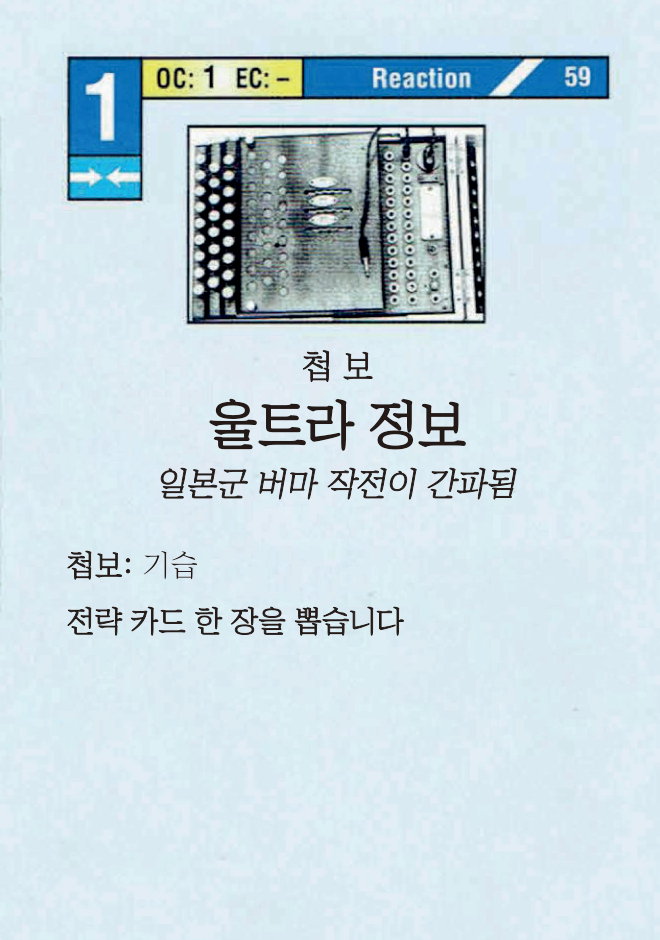 1
OC: 1 EC: –
Reaction
59
첩 보
울트라 정보
일본군 버마 작전이 간파됨
첩보: 기습
전략 카드 한 장을 뽑습니다